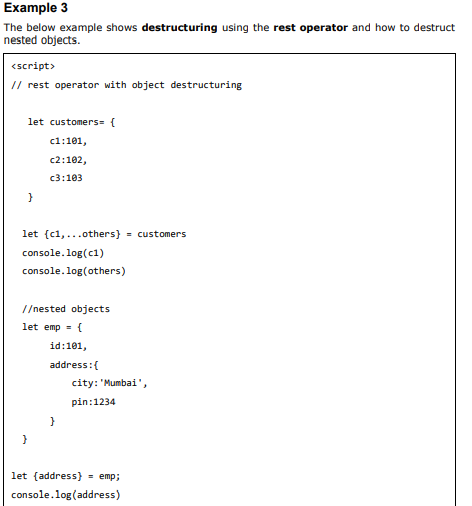 Example 3
The below example shows destructuring using the rest operator and how to destruct
nested objects.
<script>
// rest operator with object destructuring
let customers= {
c1:101,
c2:102,
c3:103
}
let {c1,...others} = customers
console.log(c1)
console.log(others)
//nested objects
let emp = {
id:101,
address:{
city:'Mumbai',
pin:1234
}
}
let {address} = emp;
console.log(address)